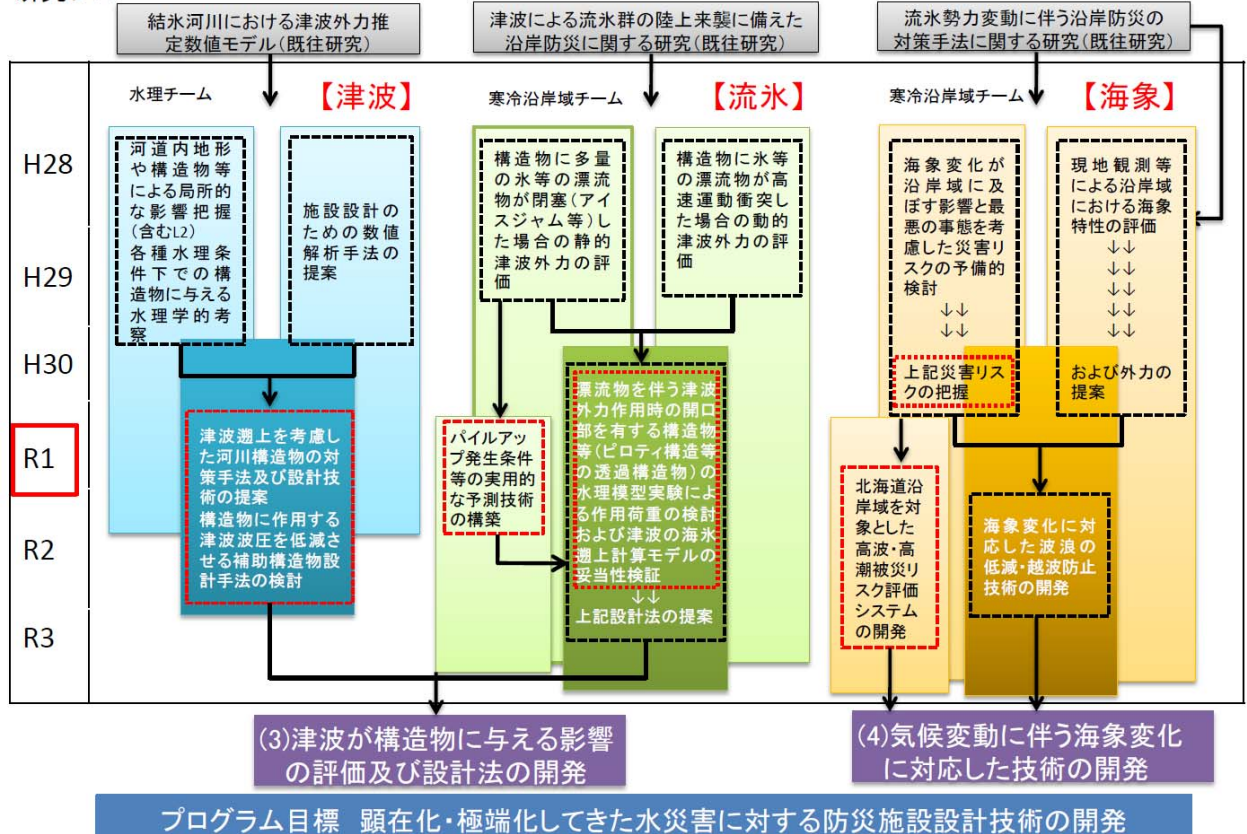 結氷河川における津波外力推
定数値モデル(既往研究)
津波による流氷群の陸上来襲に備えた
沿岸防災に関する研究(既往研究)
流氷勢力変動に伴う沿岸防災の
対策手法に関する研究(既往研究)
水理チーム
【津波】
寒冷沿岸域チーム
【流氷】
寒冷沿岸域チーム
【海象】
H28
H29
H30
R1
R2
R3
河道内地形
や構造物等
による局所的
な影響把握
(含むL2)
各種水理条
件下での構
造物に与える
水理学的考
察
施設設計の
ための数値
解析手法の
提案
津波遡上を考慮し
た河川構造物の対
策手法及び設計技
術の提案
構造物に作用する
津波波圧を低減さ
せる補助構造物設
計手法の検討
構造物に多量
の氷等の漂流
物が閉塞(アイ
スジャム等)し
た場合の静的
津波外力の評
価
構造物に氷等
の漂流物が高
速運動衝突し
た場合の動的
津波外力の評
価
パイルアッ
プ発生条件
等の実用的
な予測技術
の構築
漂流物を伴う津波
外力作用時の開口
部を有する構造物
等(ピロティ構造等
の透過構造物)の
水理模型実験によ
る作用荷重の検討
および津波の海氷
遡上計算モデルの
妥当性検証
↓↓
上記設計法の提案
海象変化が
沿岸域に及
ぼす影響と最
悪の事態を考
慮した災害リ
スクの予備的
検討
↓↓
↓↓
上記災害リス
クの把握
現地観測等
による沿岸域
における海象
特性の評価
↓↓
↓↓
↓↓
↓↓
↓↓
および外力の
提案
北海道沿
岸域を対
象とした
高波・高
潮被災リ
スク評価
システム
の開発
海象変化に対
応した波浪の
低減・越波防止
技術の開発
(3)津波が構造物に与える影響
の評価及び設計法の開発
(4)気候変動に伴う海象変化
に対応した技術の開発
プログラム目標 顕在化・極端化してきた水災害に対する防災施設設計技術の開発